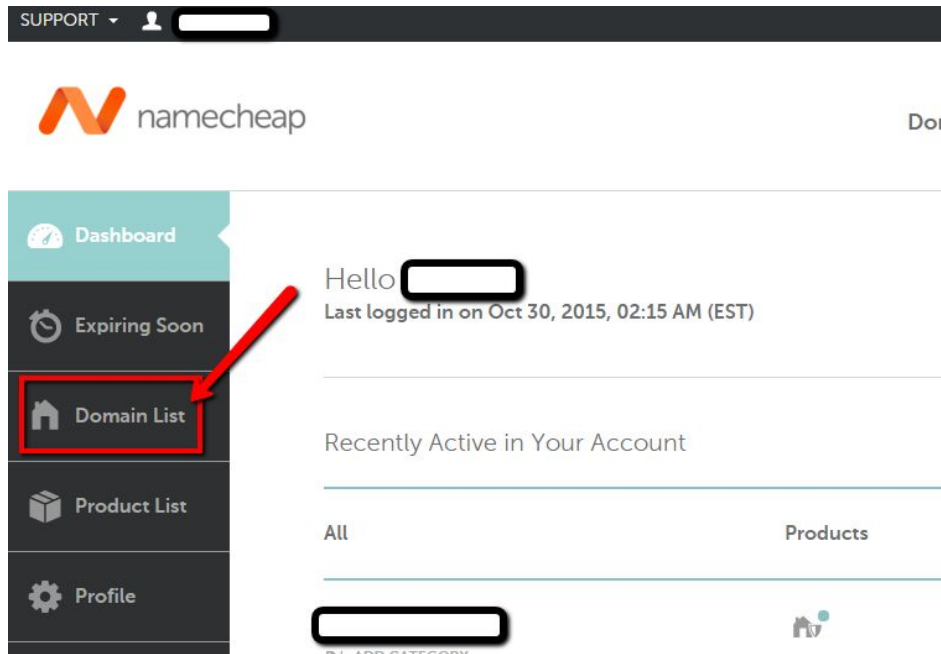 SUPPORT
namecheap
Dashboard
Expiring Soon
Domain List
Product List
Profile
Hello
Last logged in on Oct 30, 2015, 02:15 AM (EST)
Recently Active in Your Account
All Products